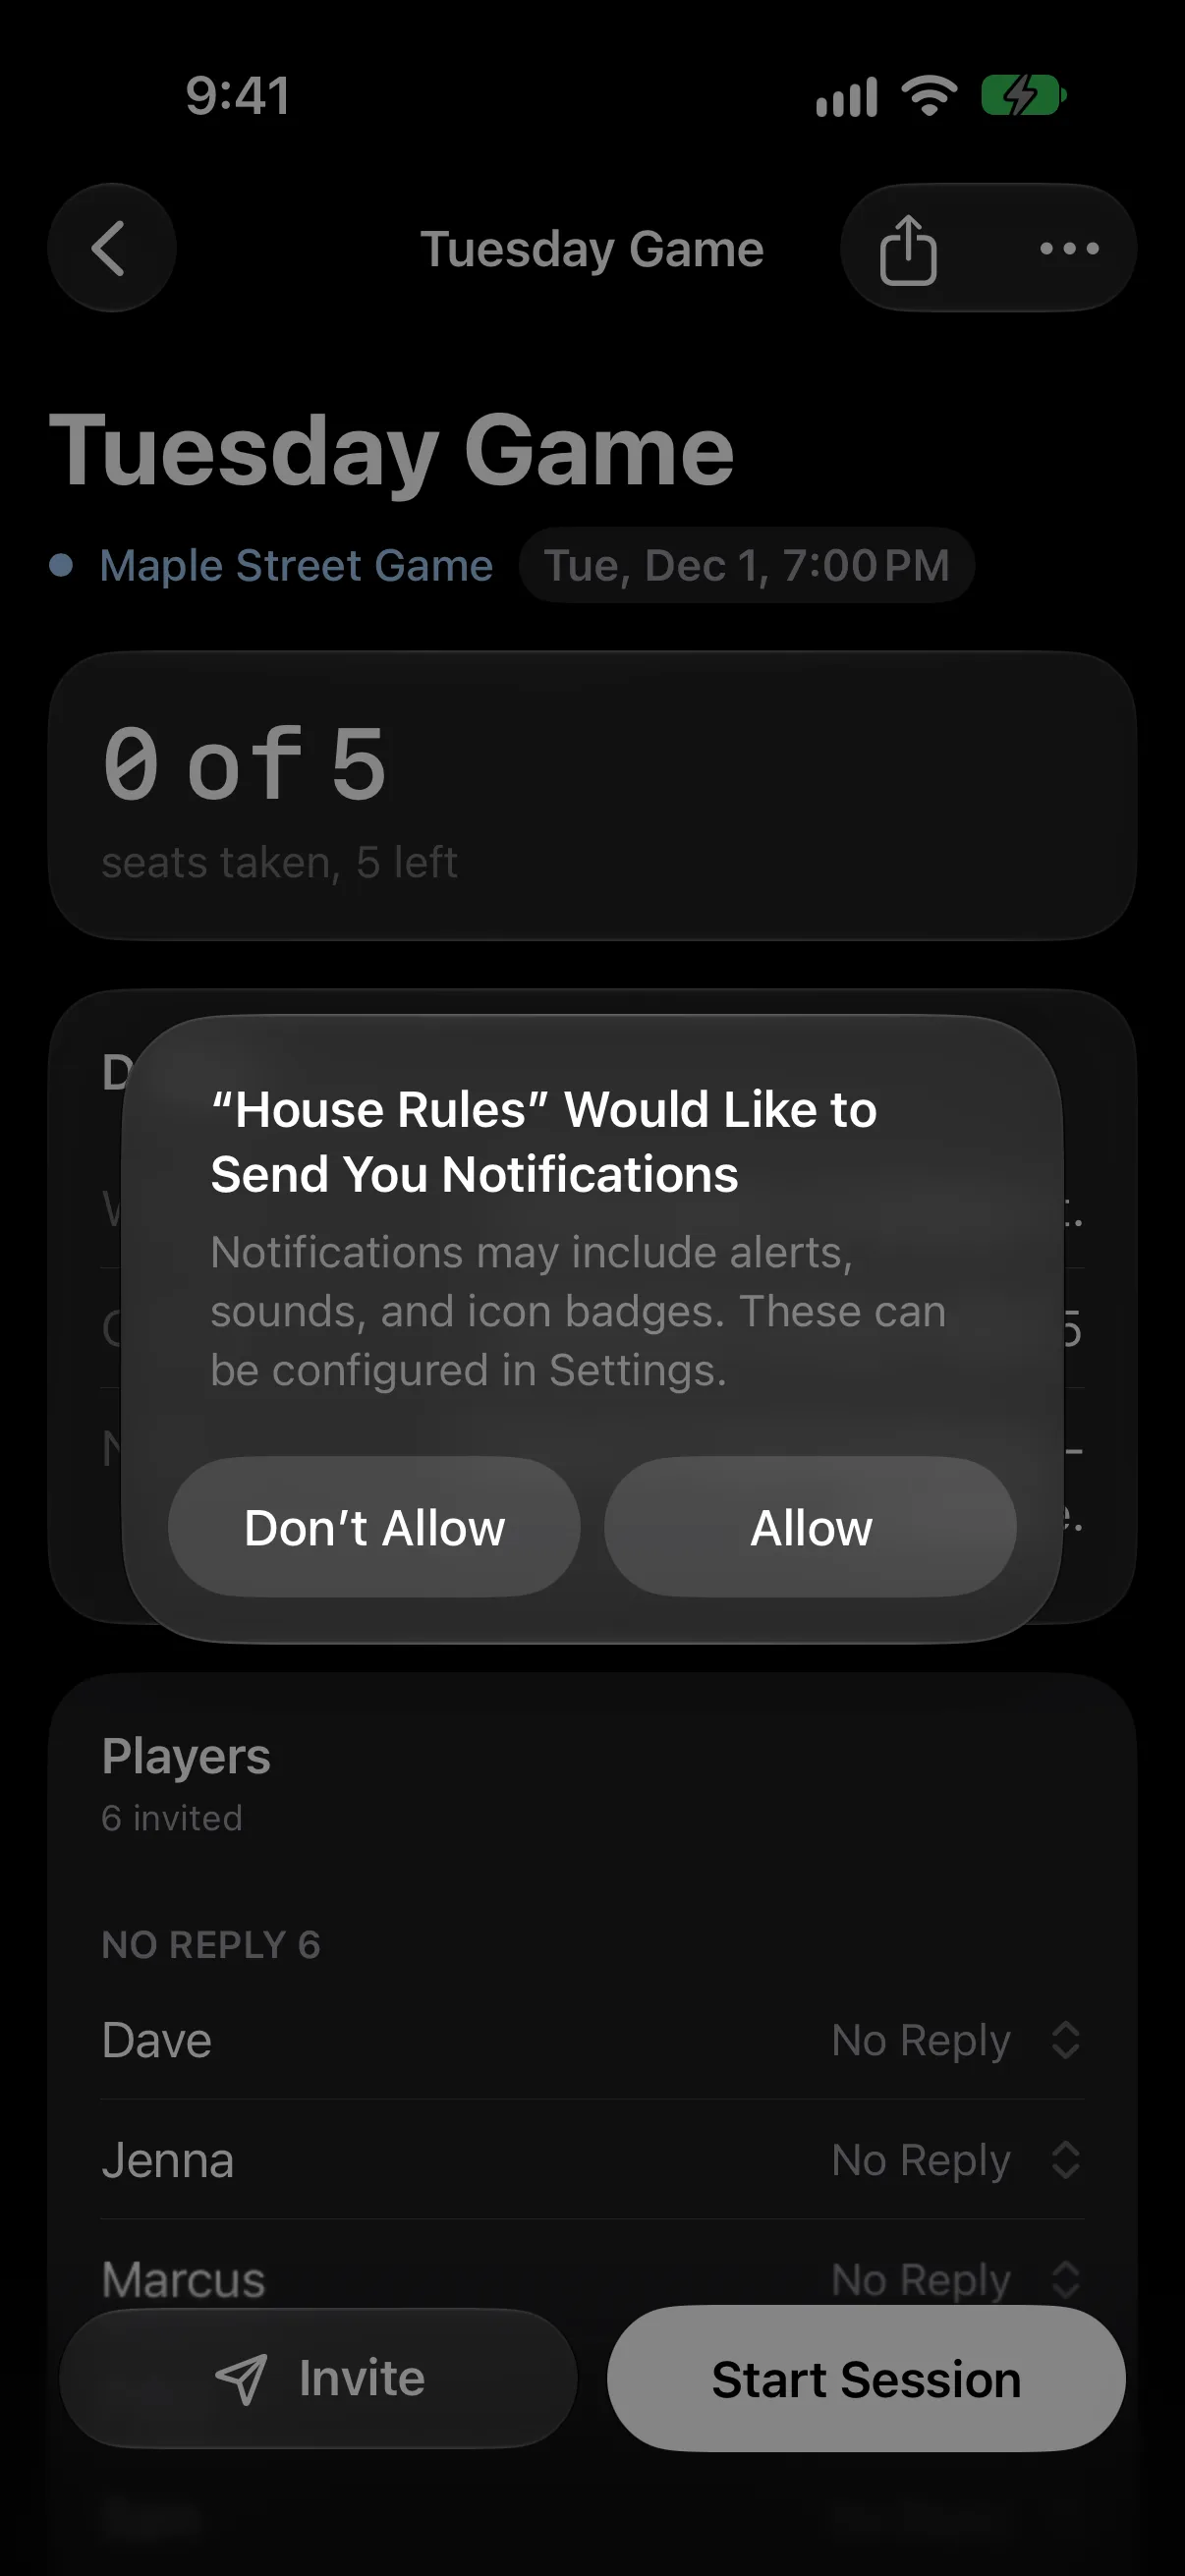 9:41
Tuesday Game
Tuesday Game
Maple Street Game
Tue, Dec 1, 7:00 PM
0 of 5
seats taken, 5 left
“House Rules” Would Like to
Send You Notifications
Notifications may include alerts,
sounds, and icon badges. These can
be configured in Settings.
Don’t Allow
Allow
Players
6 invited
NO REPLY 6
Dave
No Reply
Jenna
No Reply
Marcus
No Reply
Invite
Start Session